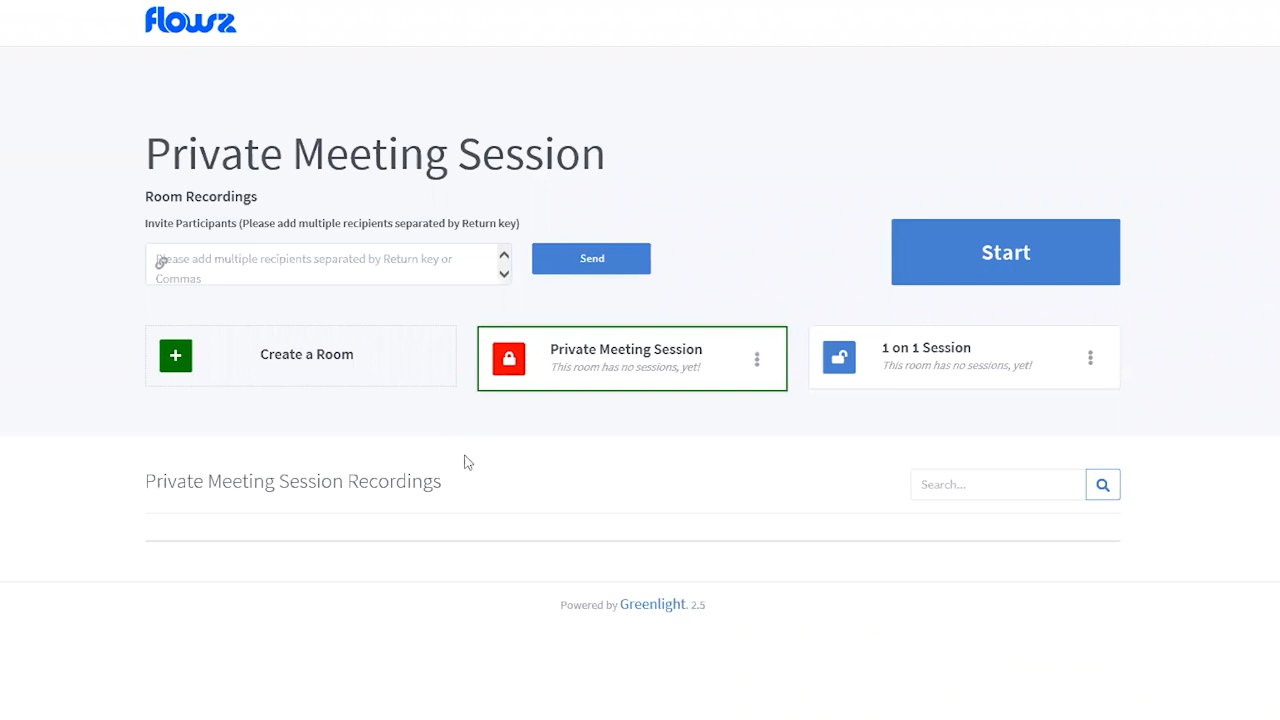 flowsz
Private Meeting Session
Room Recordings
Invite Participants (Please add multiple recipients separated by Return key)
Please add multiple recipients separated by Return key or
Commas
Send
Start
Create a Room
Private Meeting Session
This room has no sessions, yet!
1 on 1 Session
This room has no sessions, yet!
Private Meeting Session Recordings
Search...
Powered by Greenlight. 2.5